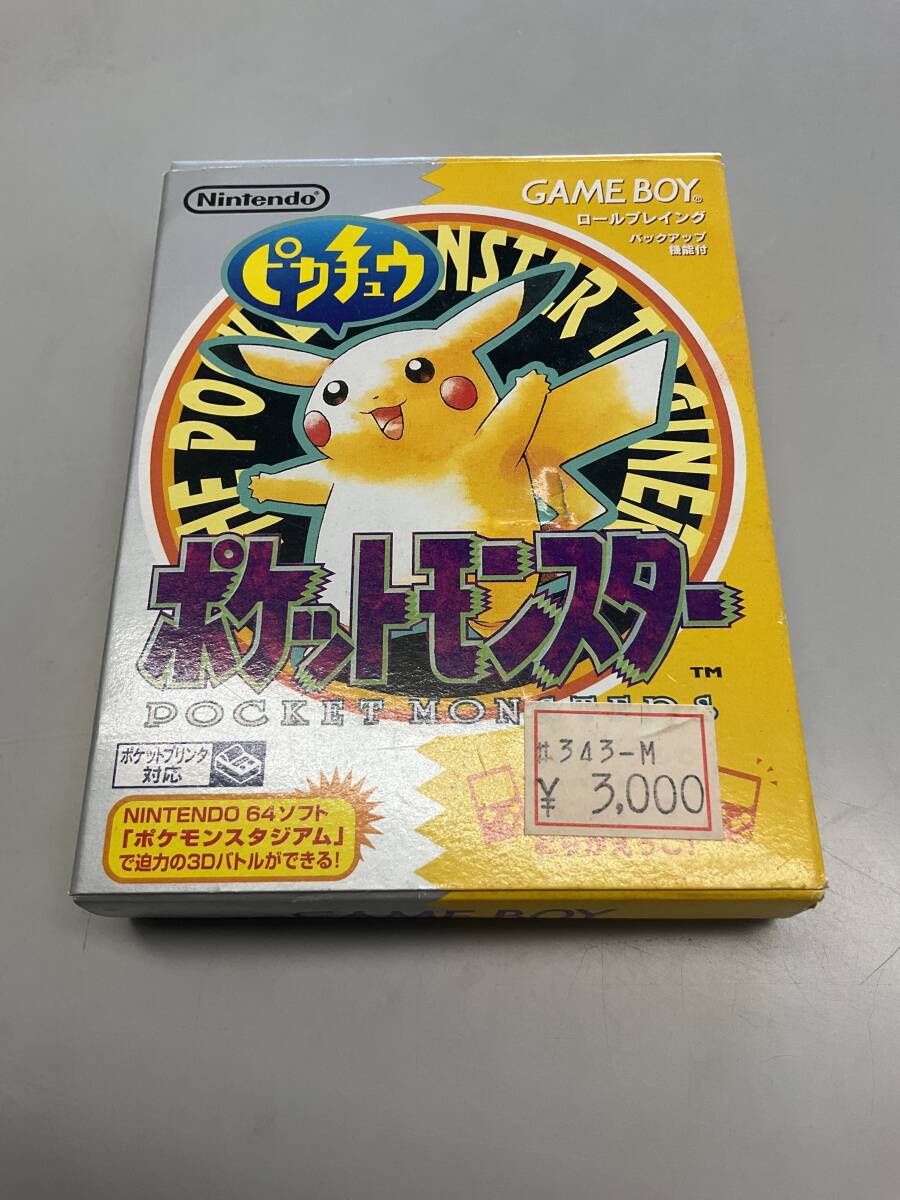 Nintendo®
GAME BOY®
ロールプレイング
バックアップ
機能付
ピカチュウ
ポケットモンスター
TM
POCKET MONSTERS
ポケットプリンタ
対応
#343-M
¥ 3,000
NINTENDO 64ソフト
「ポケモンスタジアム」
で迫力の3Dバトルができる!
GAME BOY